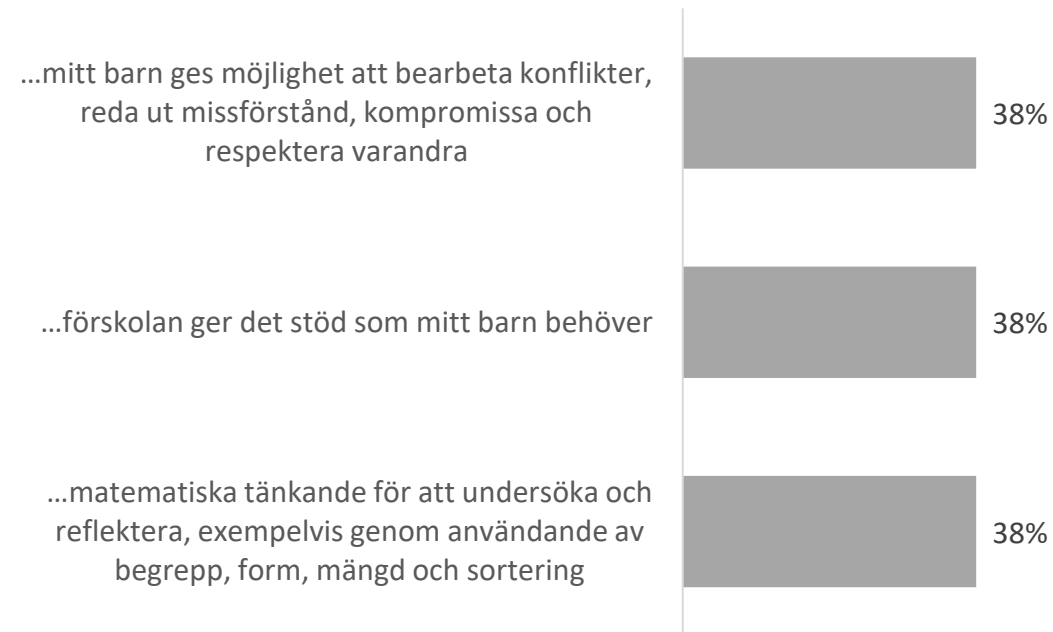 ...mitt barn ges möjlighet att bearbeta konflikter,
reda ut missförstånd, kompromissa och
respektera varandra
38%
...förskolan ger det stöd som mitt barn behöver
38%
...matematiska tänkande för att undersöka och
reflektera, exempelvis genom användande av
begrepp, form, mängd och sortering
38%